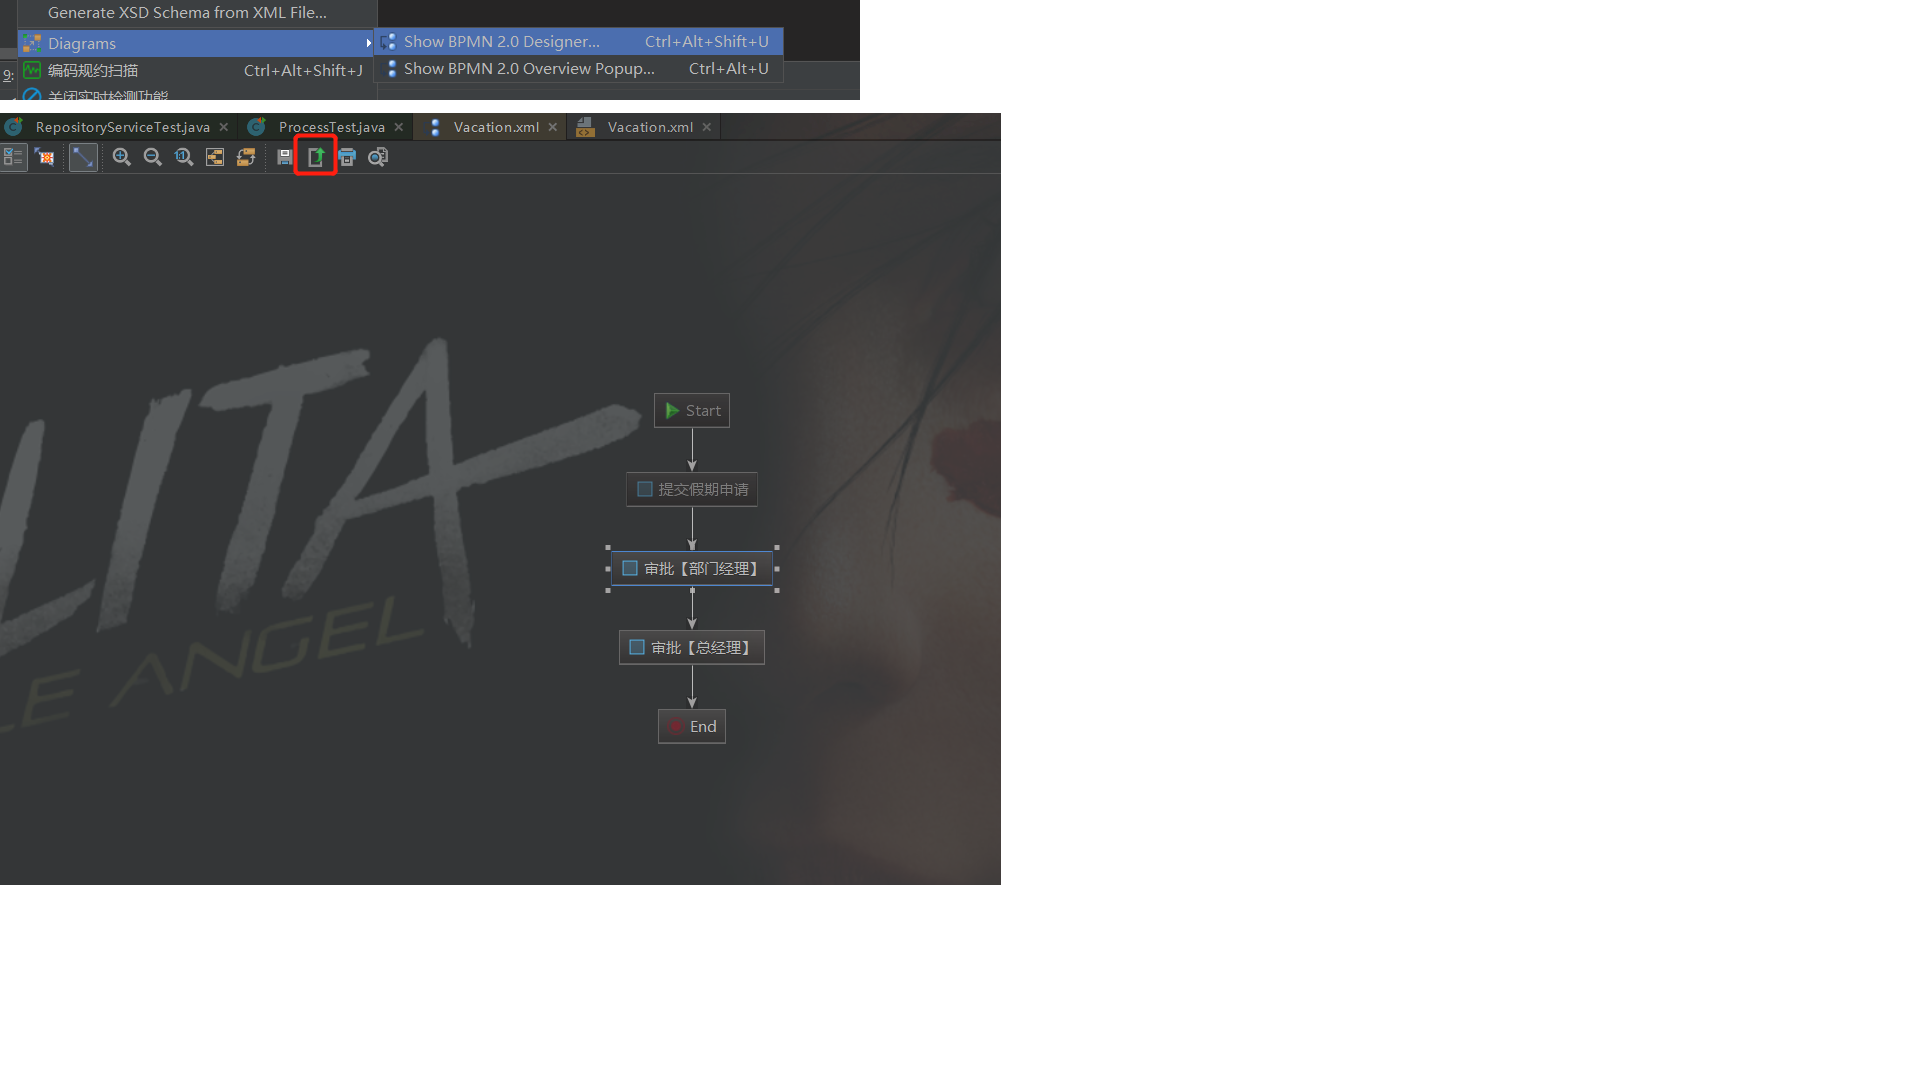 Generate XSD Schema from XML File...
Diagrams
Show BPMN 2.0 Designer... Ctrl+Alt+Shift+U
9:
编码规约扫描 Ctrl+Alt+Shift+J
Show BPMN 2.0 Overview Popup... Ctrl+Alt+U
关闭实时检测功能
RepositoryServiceTest.java ProcessTest.java Vacation.xml Vacation.xml
Start
提交假期申请
审批【部门经理】
审批【总经理】
End
LITA
LE ANGEL